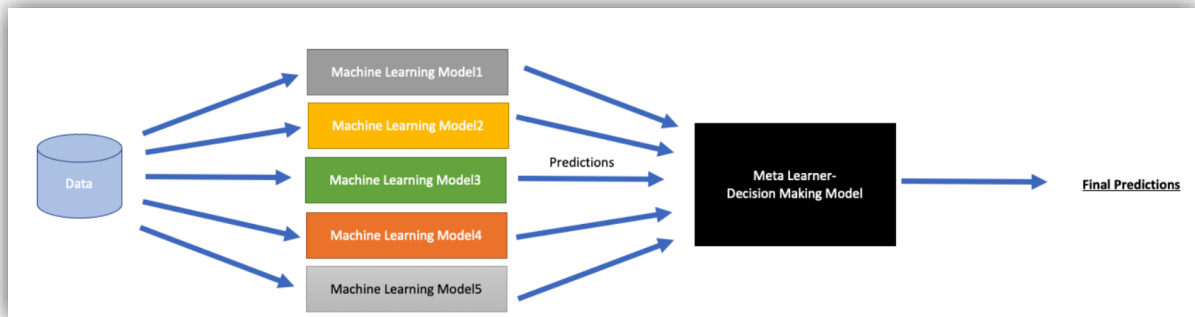 Data
Machine Learning Model1
Machine Learning Model2
Machine Learning Model3
Machine Learning Model4
Machine Learning Model5
Predictions
Meta Learner-
Decision Making Model
Final Predictions